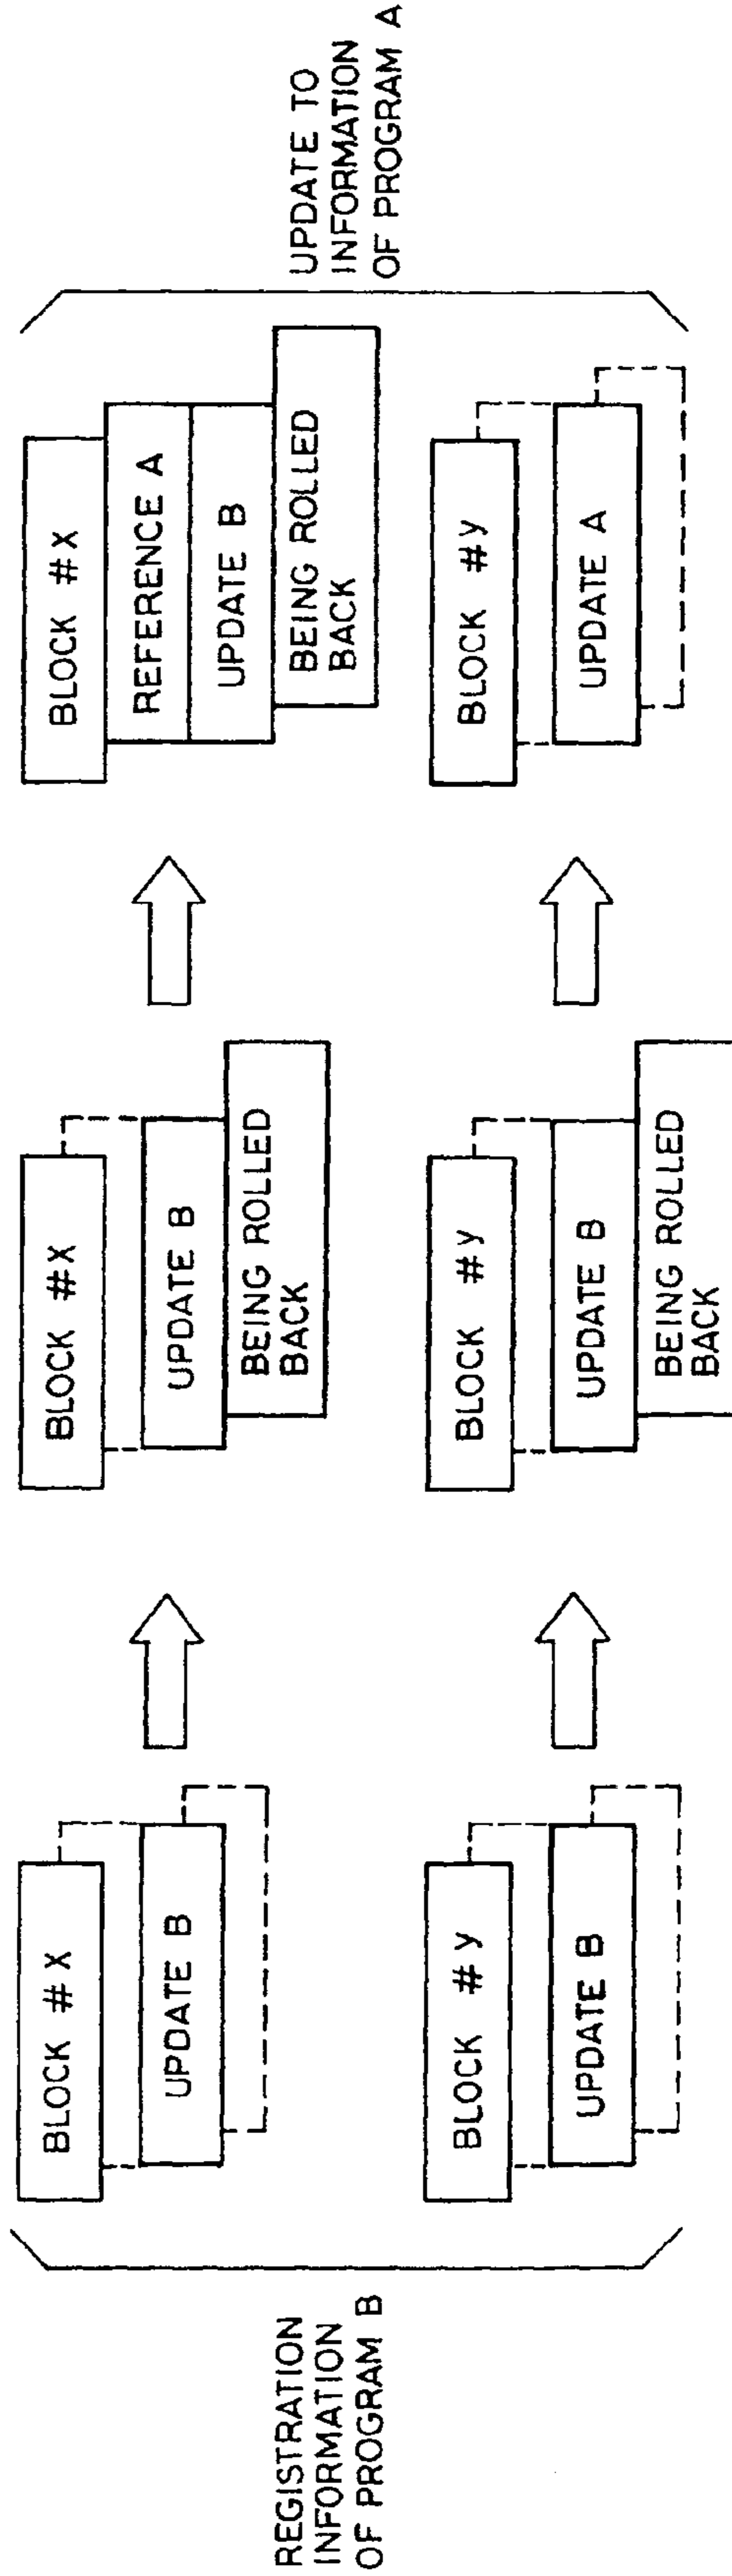 REGISTRATION
INFORMATION
OF PROGRAM B
BLOCK #X
UPDATE B
BLOCK #Y
UPDATE B
BLOCK #X
UPDATE B
BEING ROLLED
BACK
BLOCK #Y
UPDATE B
BEING ROLLED
BACK
BLOCK #X
REFERENCE A
UPDATE B
BEING ROLLED
BACK
BLOCK #Y
UPDATE A
UPDATE TO
INFORMATION
OF PROGRAM A